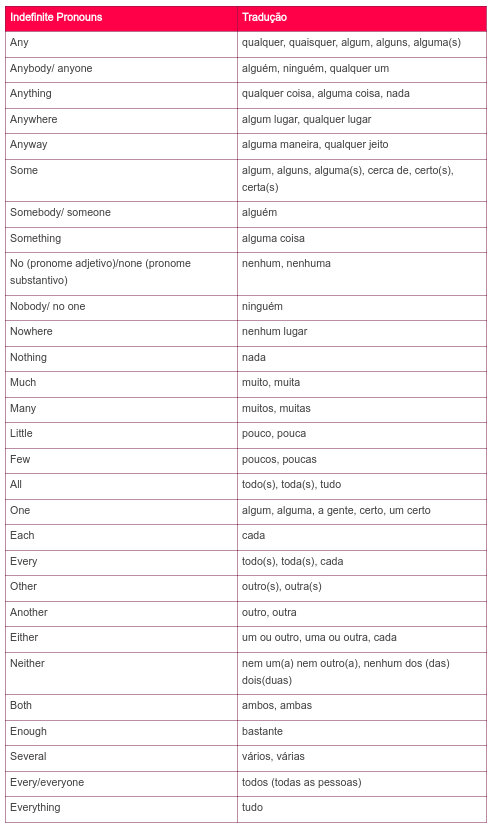 Indefinite Pronouns Tradução
Any qualquer, quaisquer, algum, alguns, alguma(s)
Anybody/ anyone alguém, ninguém, qualquer um
Anything qualquer coisa, alguma coisa, nada
Anywhere algum lugar, qualquer lugar
Anyway alguma maneira, qualquer jeito
Some algum, alguns, alguma(s), cerca de, certo(s),
certa(s)
Somebody/ someone alguém
Something alguma coisa
No (pronome adjetivo)/none (pronome nenhum, nenhuma
substantivo)
Nobody/ no one ninguém
Nowhere nenhum lugar
Nothing nada
Much muito, muita
Many muitos, muitas
Little pouco, pouca
Few poucos, poucas
All todo(s), toda(s), tudo
One algum, alguma, a gente, certo, um certo
Each cada
Every todo(s), toda(s), cada
Other outro(s), outra(s)
Another outro, outra
Either um ou outro, uma ou outra, cada
Neither nem um(a) nem outro(a), nenhum dos (das)
dois(duas)
Both ambos, ambas
Enough bastante
Several vários, várias
Every/everyone todos (todas as pessoas)
Everything tudo